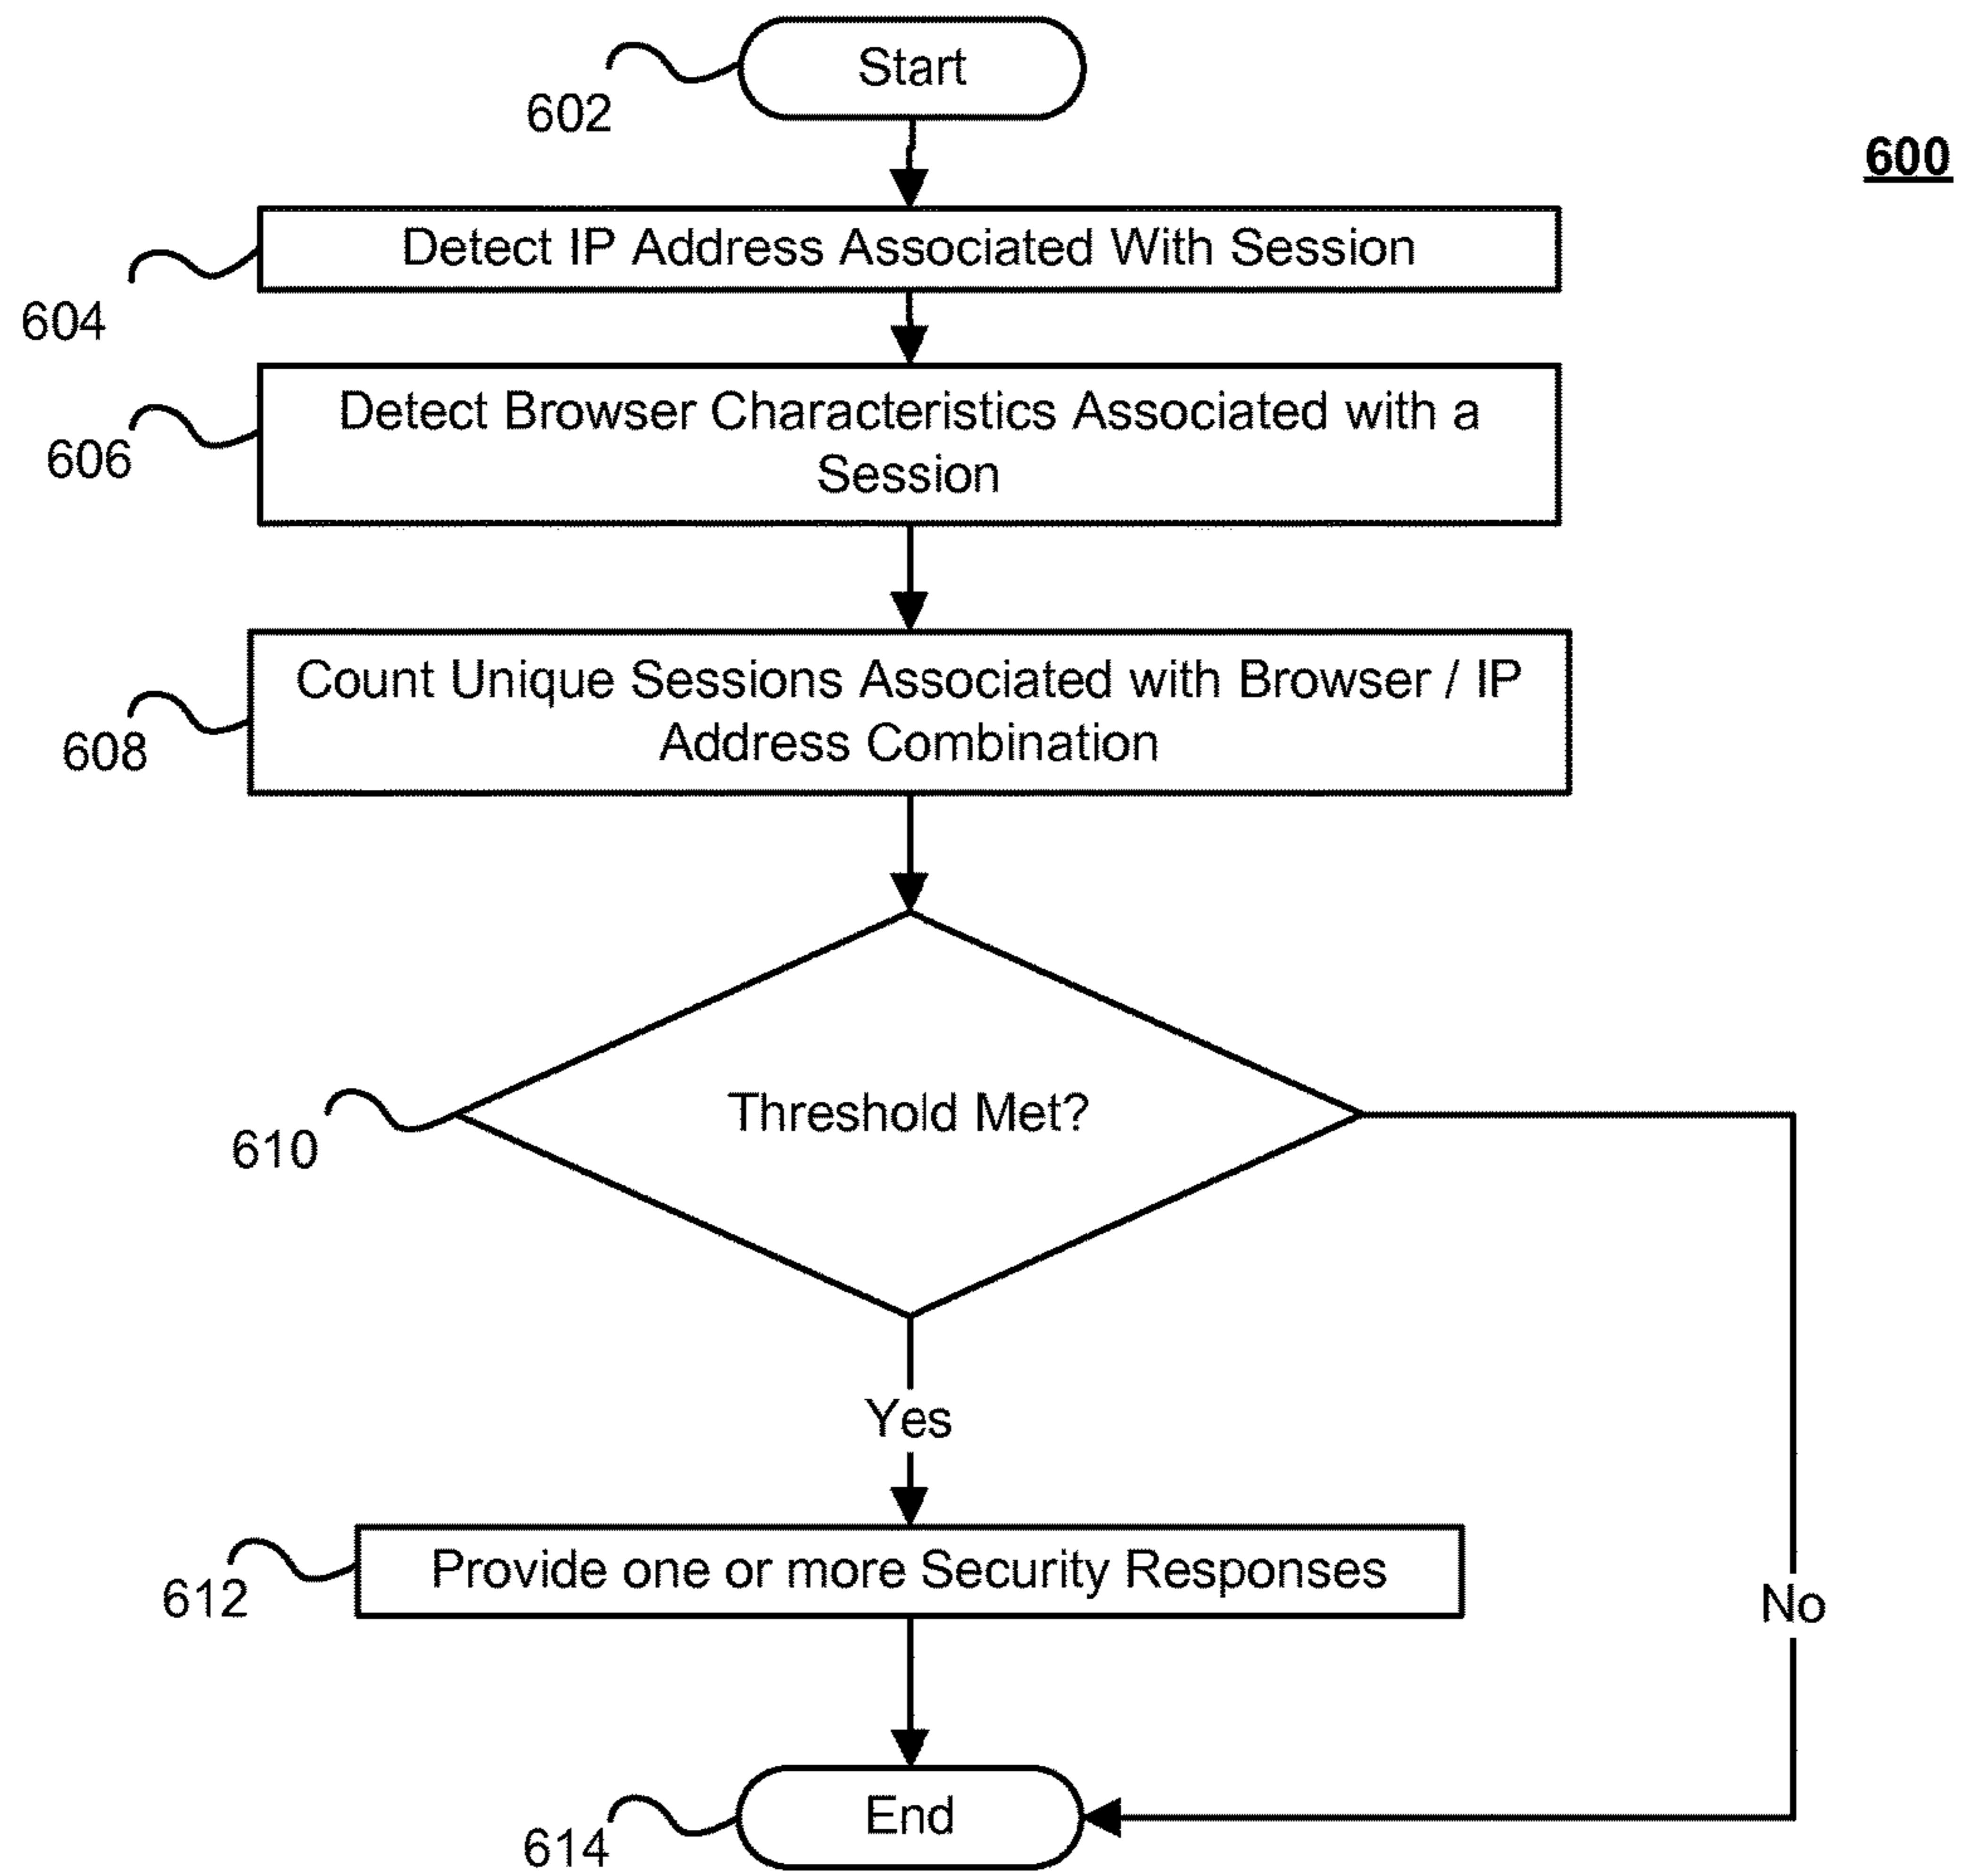 Start
602
600
Detect IP Address Associated With Session
604
Detect Browser Characteristics Associated with a
Session
606
Count Unique Sessions Associated with Browser / IP
Address Combination
608
Threshold Met?
610
Yes
Provide one or more Security Responses
612
No
End
614